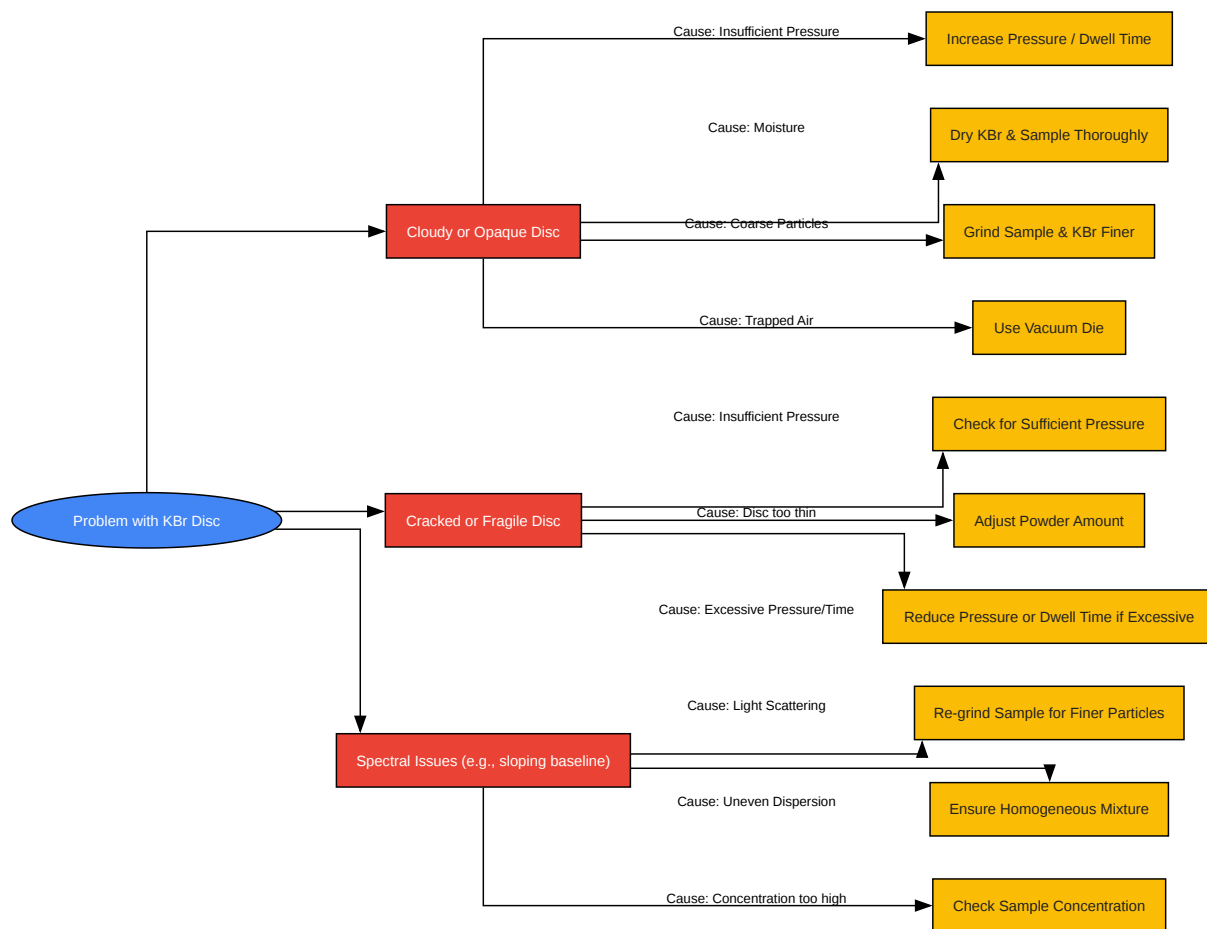 Cause: Insufficient Pressure
Increase Pressure / Dwell Time
Cause: Moisture
Dry KBr & Sample Thoroughly
Cloudy or Opaque Disc
Cause: Coarse Particles
Grind Sample & KBr Finer
Cause: Trapped Air
Use Vacuum Die
Cause: Insufficient Pressure
Check for Sufficient Pressure
Problem with KBr Disc
Cracked or Fragile Disc
Cause: Disc too thin
Adjust Powder Amount
Cause: Excessive Pressure/Time
Reduce Pressure or Dwell Time if Excessive
Cause: Light Scattering
Re-grind Sample for Finer Particles
Spectral Issues (e.g., sloping baseline)
Cause: Uneven Dispersion
Ensure Homogeneous Mixture
Cause: Concentration too high
Check Sample Concentration